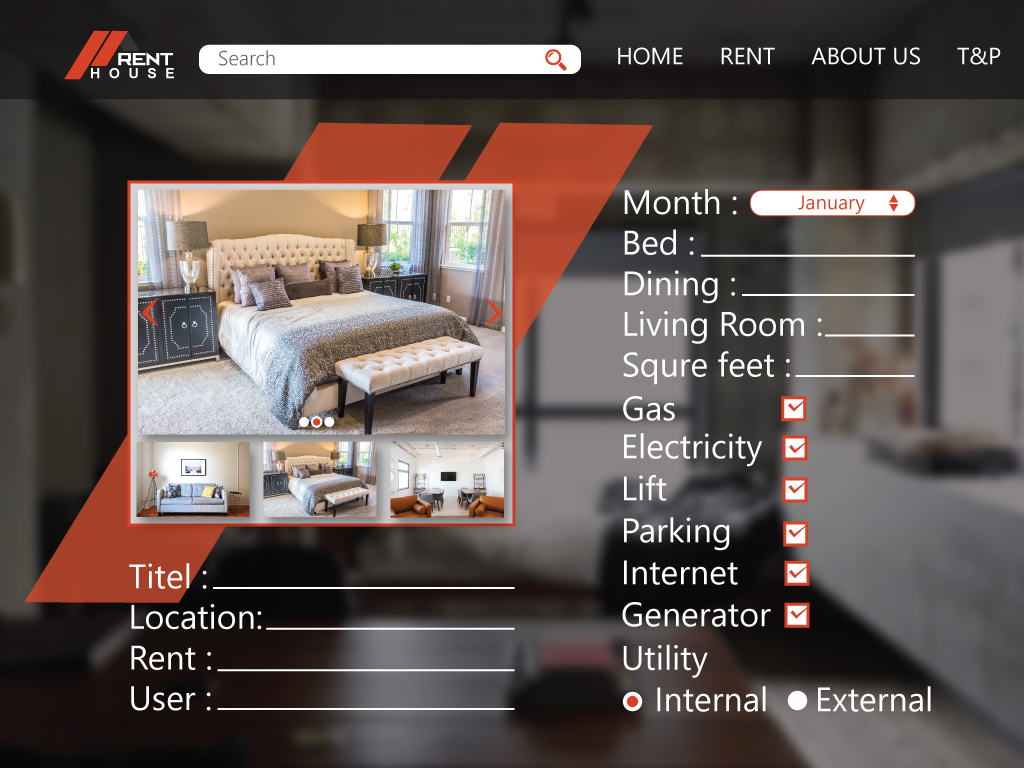 RENT
HOUSE
Search
HOME RENT ABOUT US T&P
Month : January
Bed :
Dining :
Living Room :
Squre feet :
Gas
Electricity
Lift
Parking
Internet
Generator
Utility
Internal External
Titel :
Location:
Rent :
User :